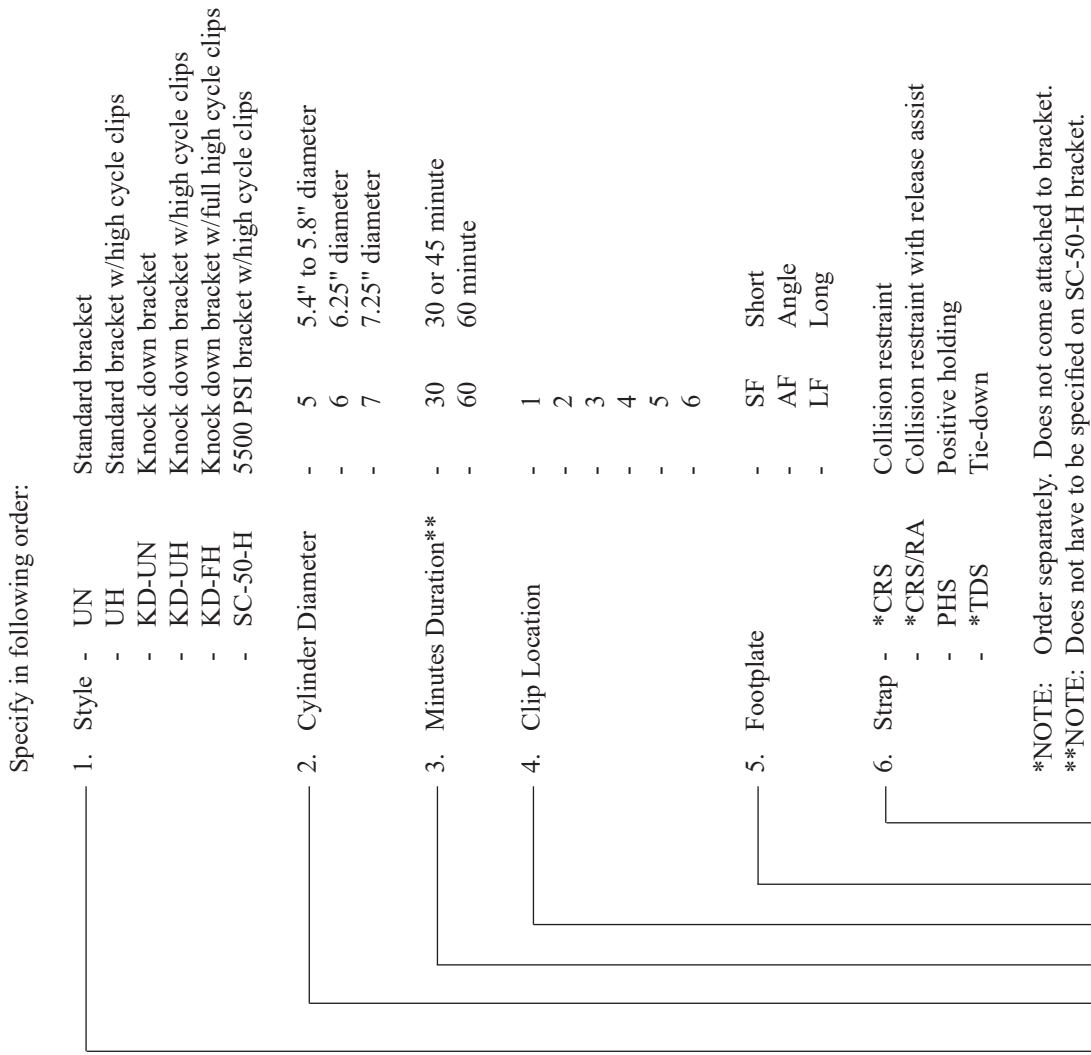 Specify in following order:
1. Style - UN Standard bracket
- UH Standard bracket w/high cycle clips
- KD-UN Knock down bracket
- KD-UH Knock down bracket w/high cycle clips
- KD-FH Knock down bracket w/full high cycle clips
- SC-50-H 5500 PSI bracket w/high cycle clips
2. Cylinder Diameter - 5 5.4" to 5.8" diameter
- 6 6.25" diameter
- 7 7.25" diameter
3. Minutes Duration** - 30 30 or 45 minute
- 60 60 minute
4. Clip Location - 1
- 2
- 3
- 4
- 5
- 6
5. Footplate - SF Short
- AF Angle
- LF Long
6. Strap - *CRS Collision restraint
- *CRS/RA Collision restraint with release assist
- PHS Positive holding
- *TDS Tie-down
*NOTE: Order separately. Does not come attached to bracket.
**NOTE: Does not have to be specified on SC-50-H bracket.